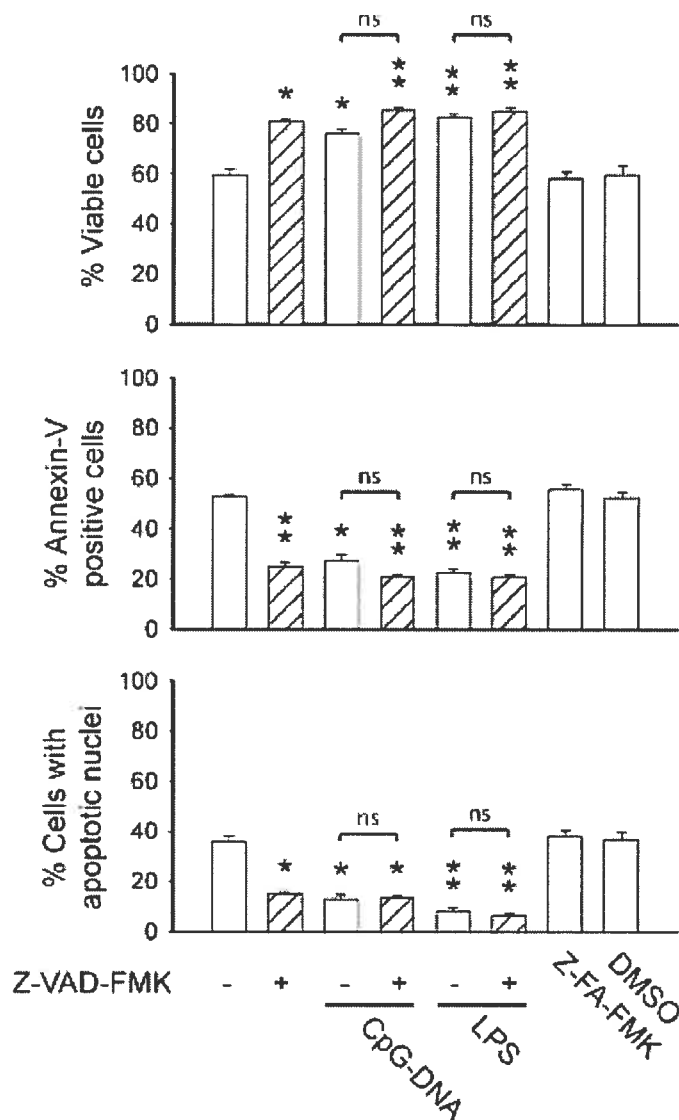 ns ns
* * ** ** **
100
80
60
40
20
0
% Viable cells
ns ns
** * ** ** **
100
80
60
40
20
0
% Annexin-V
positive cells
ns ns
* * * ** **
100
80
60
40
20
0
% Cells with
apoptotic nuclei
Z-VAD-FMK - + - + - +
CpG-DNA
LPS
Z-FA-FMK
DMSO